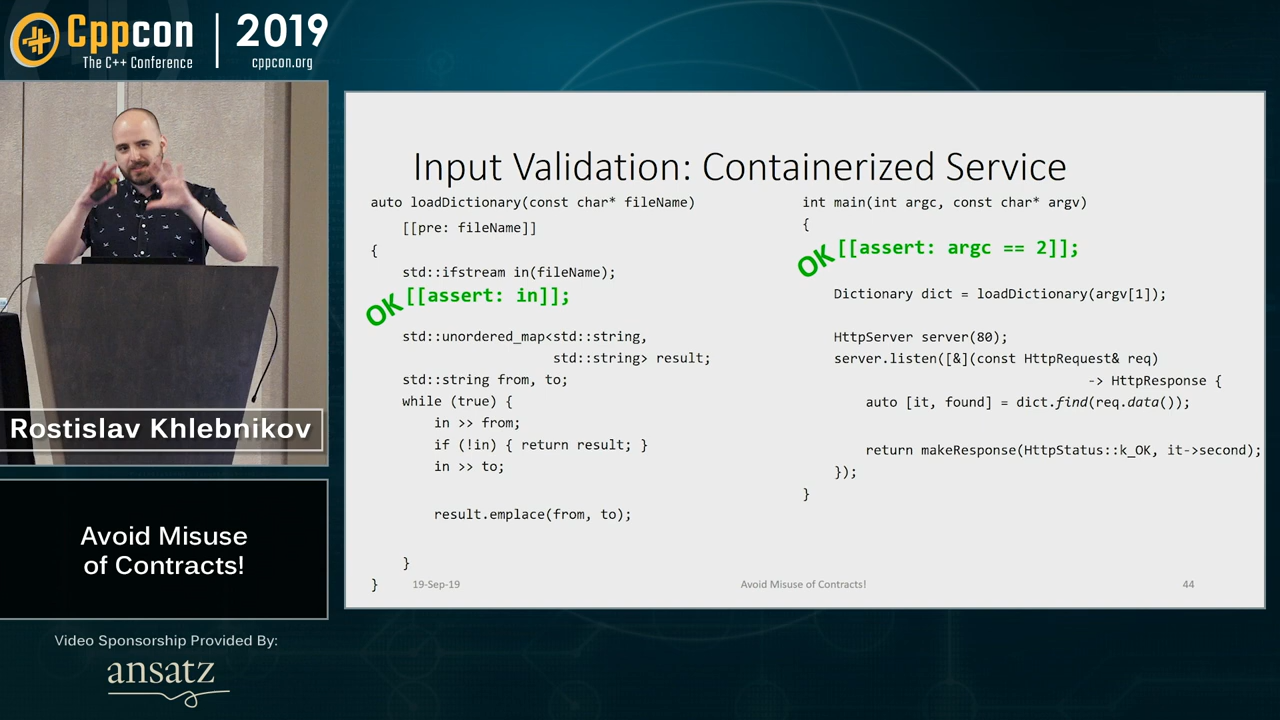 Cppcon | 2019
The C++ Conference cppcon.org
Rostislav Khlebnikov
Avoid Misuse
of Contracts!
Video Sponsorship Provided By:
ansatz
Input Validation: Containerized Service
auto loadDictionary(const char* fileName)
[[pre: fileName]]
{
std::ifstream in(fileName);
OK [[assert: in]];
std::unordered_map<std::string,
std::string> result;
std::string from, to;
while (true) {
in >> from;
if (!in) { return result; }
in >> to;
result.emplace(from, to);
}
}
int main(int argc, const char* argv)
{
OK [[assert: argc == 2]];
Dictionary dict = loadDictionary(argv[1]);
HttpServer server(80);
server.listen([&](const HttpRequest& req)
-> HttpResponse {
auto [it, found] = dict.find(req.data());
return makeResponse(HttpStatus::k_OK, it->second);
});
}
19-Sep-19
Avoid Misuse of Contracts!
44